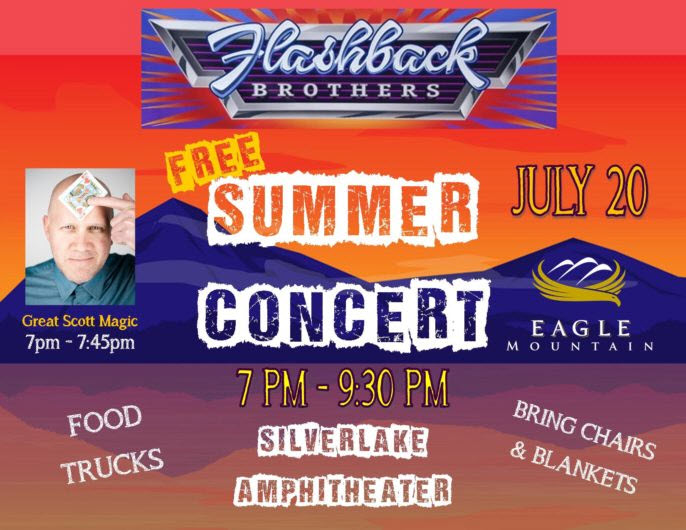 Flashback
BROTHERS
FREE
SUMMER
CONCERT
JULY 20
Great Scott Magic
7pm - 7:45pm
EAGLE
MOUNTAIN
7 PM - 9:30 PM
SILVERLAKE
AMPHITHEATER
FOOD
TRUCKS
BRING CHAIRS
& BLANKETS